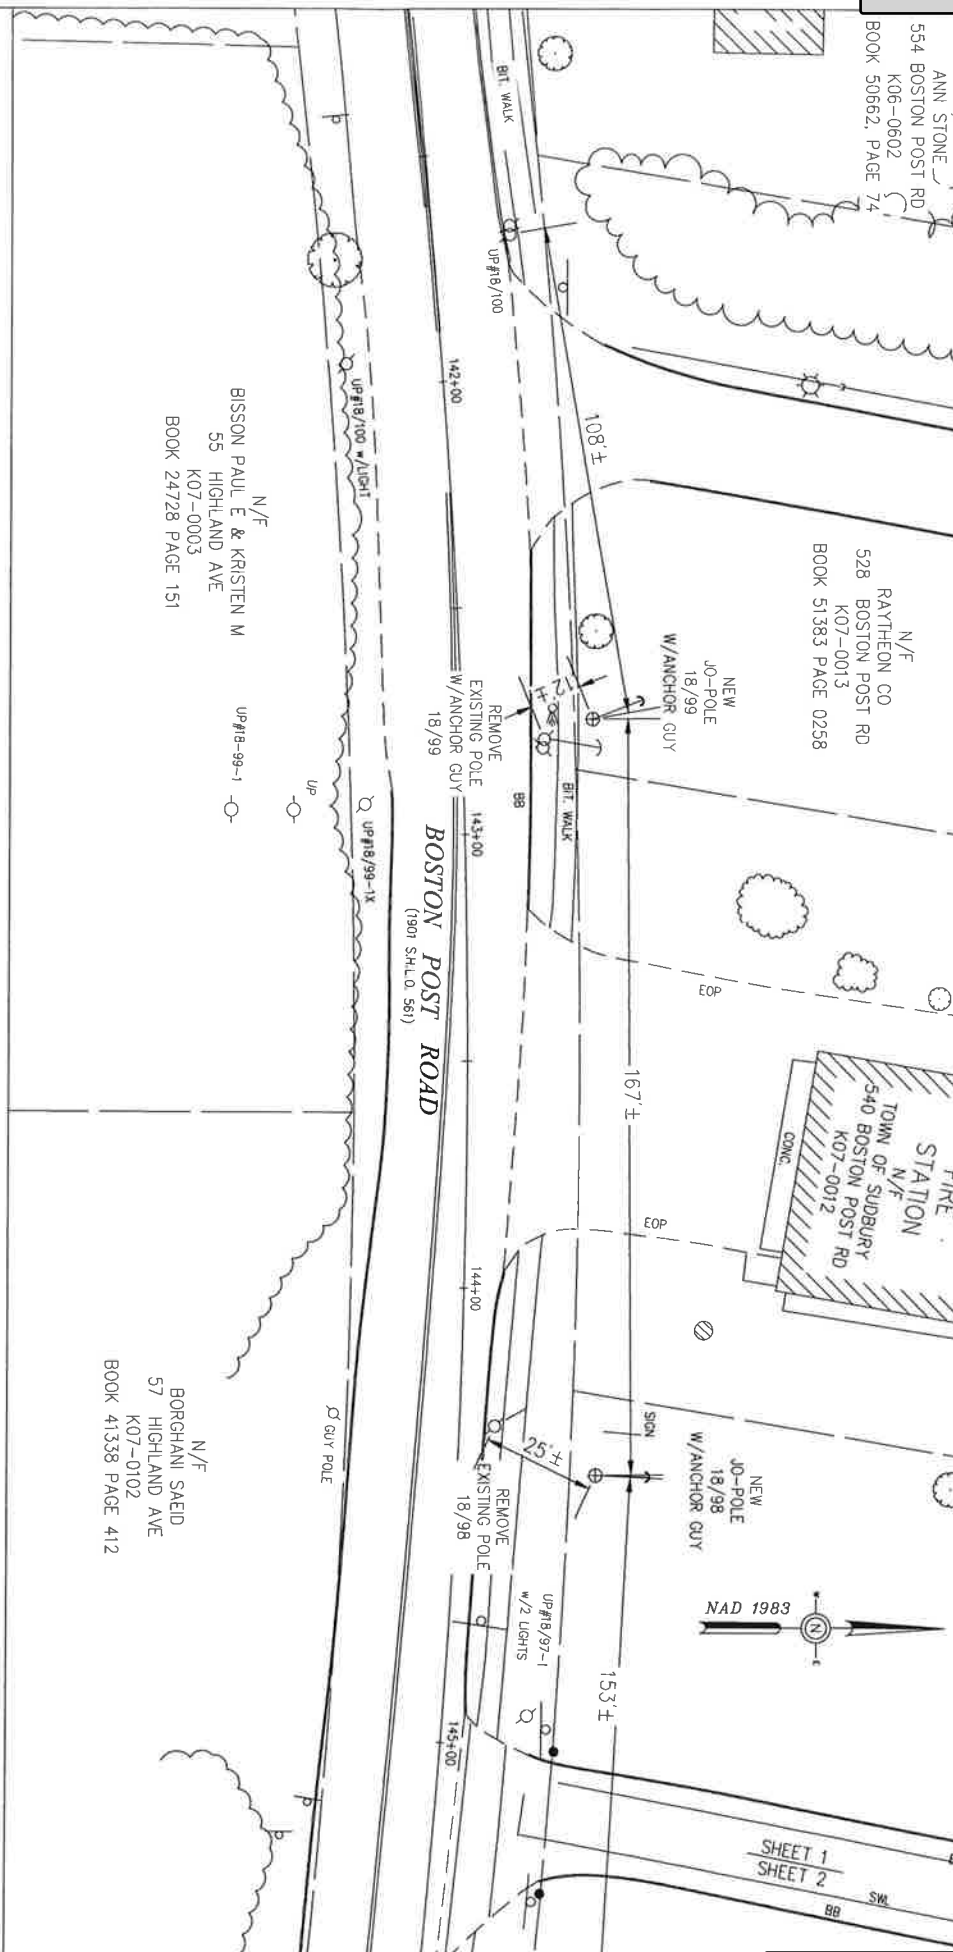 ANN STONE
554 BOSTON POST RD
K06-0602
BOOK 50662, PAGE 74
BIT. WALK
UP#18/100
142+00
UP#18/100 w/LIGHT
108'±
N/F
BISSON PAUL E & KRISTEN M
55 HIGHLAND AVE
K07-0003
BOOK 24728 PAGE 151
N/F
RAYTHEON CO
528 BOSTON POST RD
K07-0013
BOOK 51383 PAGE 0258
NEW
JO-POLE
18/99
W/ANCHOR GUY
12'±
REMOVE
EXISTING POLE
W/ANCHOR GUY
18/99
BB
BIT. WALK
UP#18-99-1
UP
UP#18/99-1X
143+00
BOSTON POST ROAD
(1901 S.H.L.O. 561)
EOP
167'±
FIRE
STATION
N/F
TOWN OF SUDBURY
540 BOSTON POST RD
K07-0012
CONC.
EOP
144+00
N/F
BORGHANI SAEID
57 HIGHLAND AVE
K07-0102
BOOK 41338 PAGE 412
GUY POLE
SIGN
25'±
NEW
JO-POLE
18/98
W/ANCHOR GUY
REMOVE
EXISTING POLE
18/98
UP#18/97-1
w/2 LIGHTS
NAD 1983
N
E
153'±
145+00
SHEET 1
SHEET 2
SWL
BB